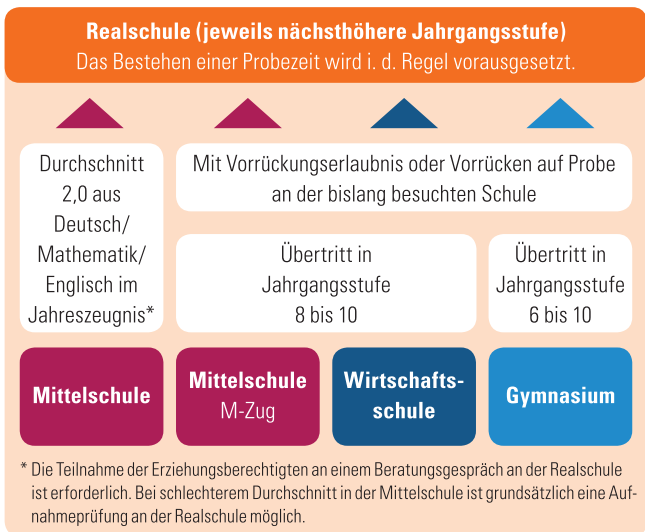 Realschule (jeweils nächsthöhere Jahrgangsstufe)
Das Bestehen einer Probezeit wird i. d. Regel vorausgesetzt.
Durchschnitt
2,0 aus
Deutsch/
Mathematik/
Englisch im
Jahreszeugnis*
Mit Vorrückungserlaubnis oder Vorrücken auf Probe
an der bislang besuchten Schule
Übertritt in
Jahrgangsstufe
8 bis 10
Übertritt in
Jahrgangsstufe
6 bis 10
Mittelschule
Mittelschule
M-Zug
Wirtschafts-
schule
Gymnasium
* Die Teilnahme der Erziehungsberechtigten an einem Beratungsgespräch an der Realschule
ist erforderlich. Bei schlechterem Durchschnitt in der Mittelschule ist grundsätzlich eine Auf-
nahmeprüfung an der Realschule möglich.